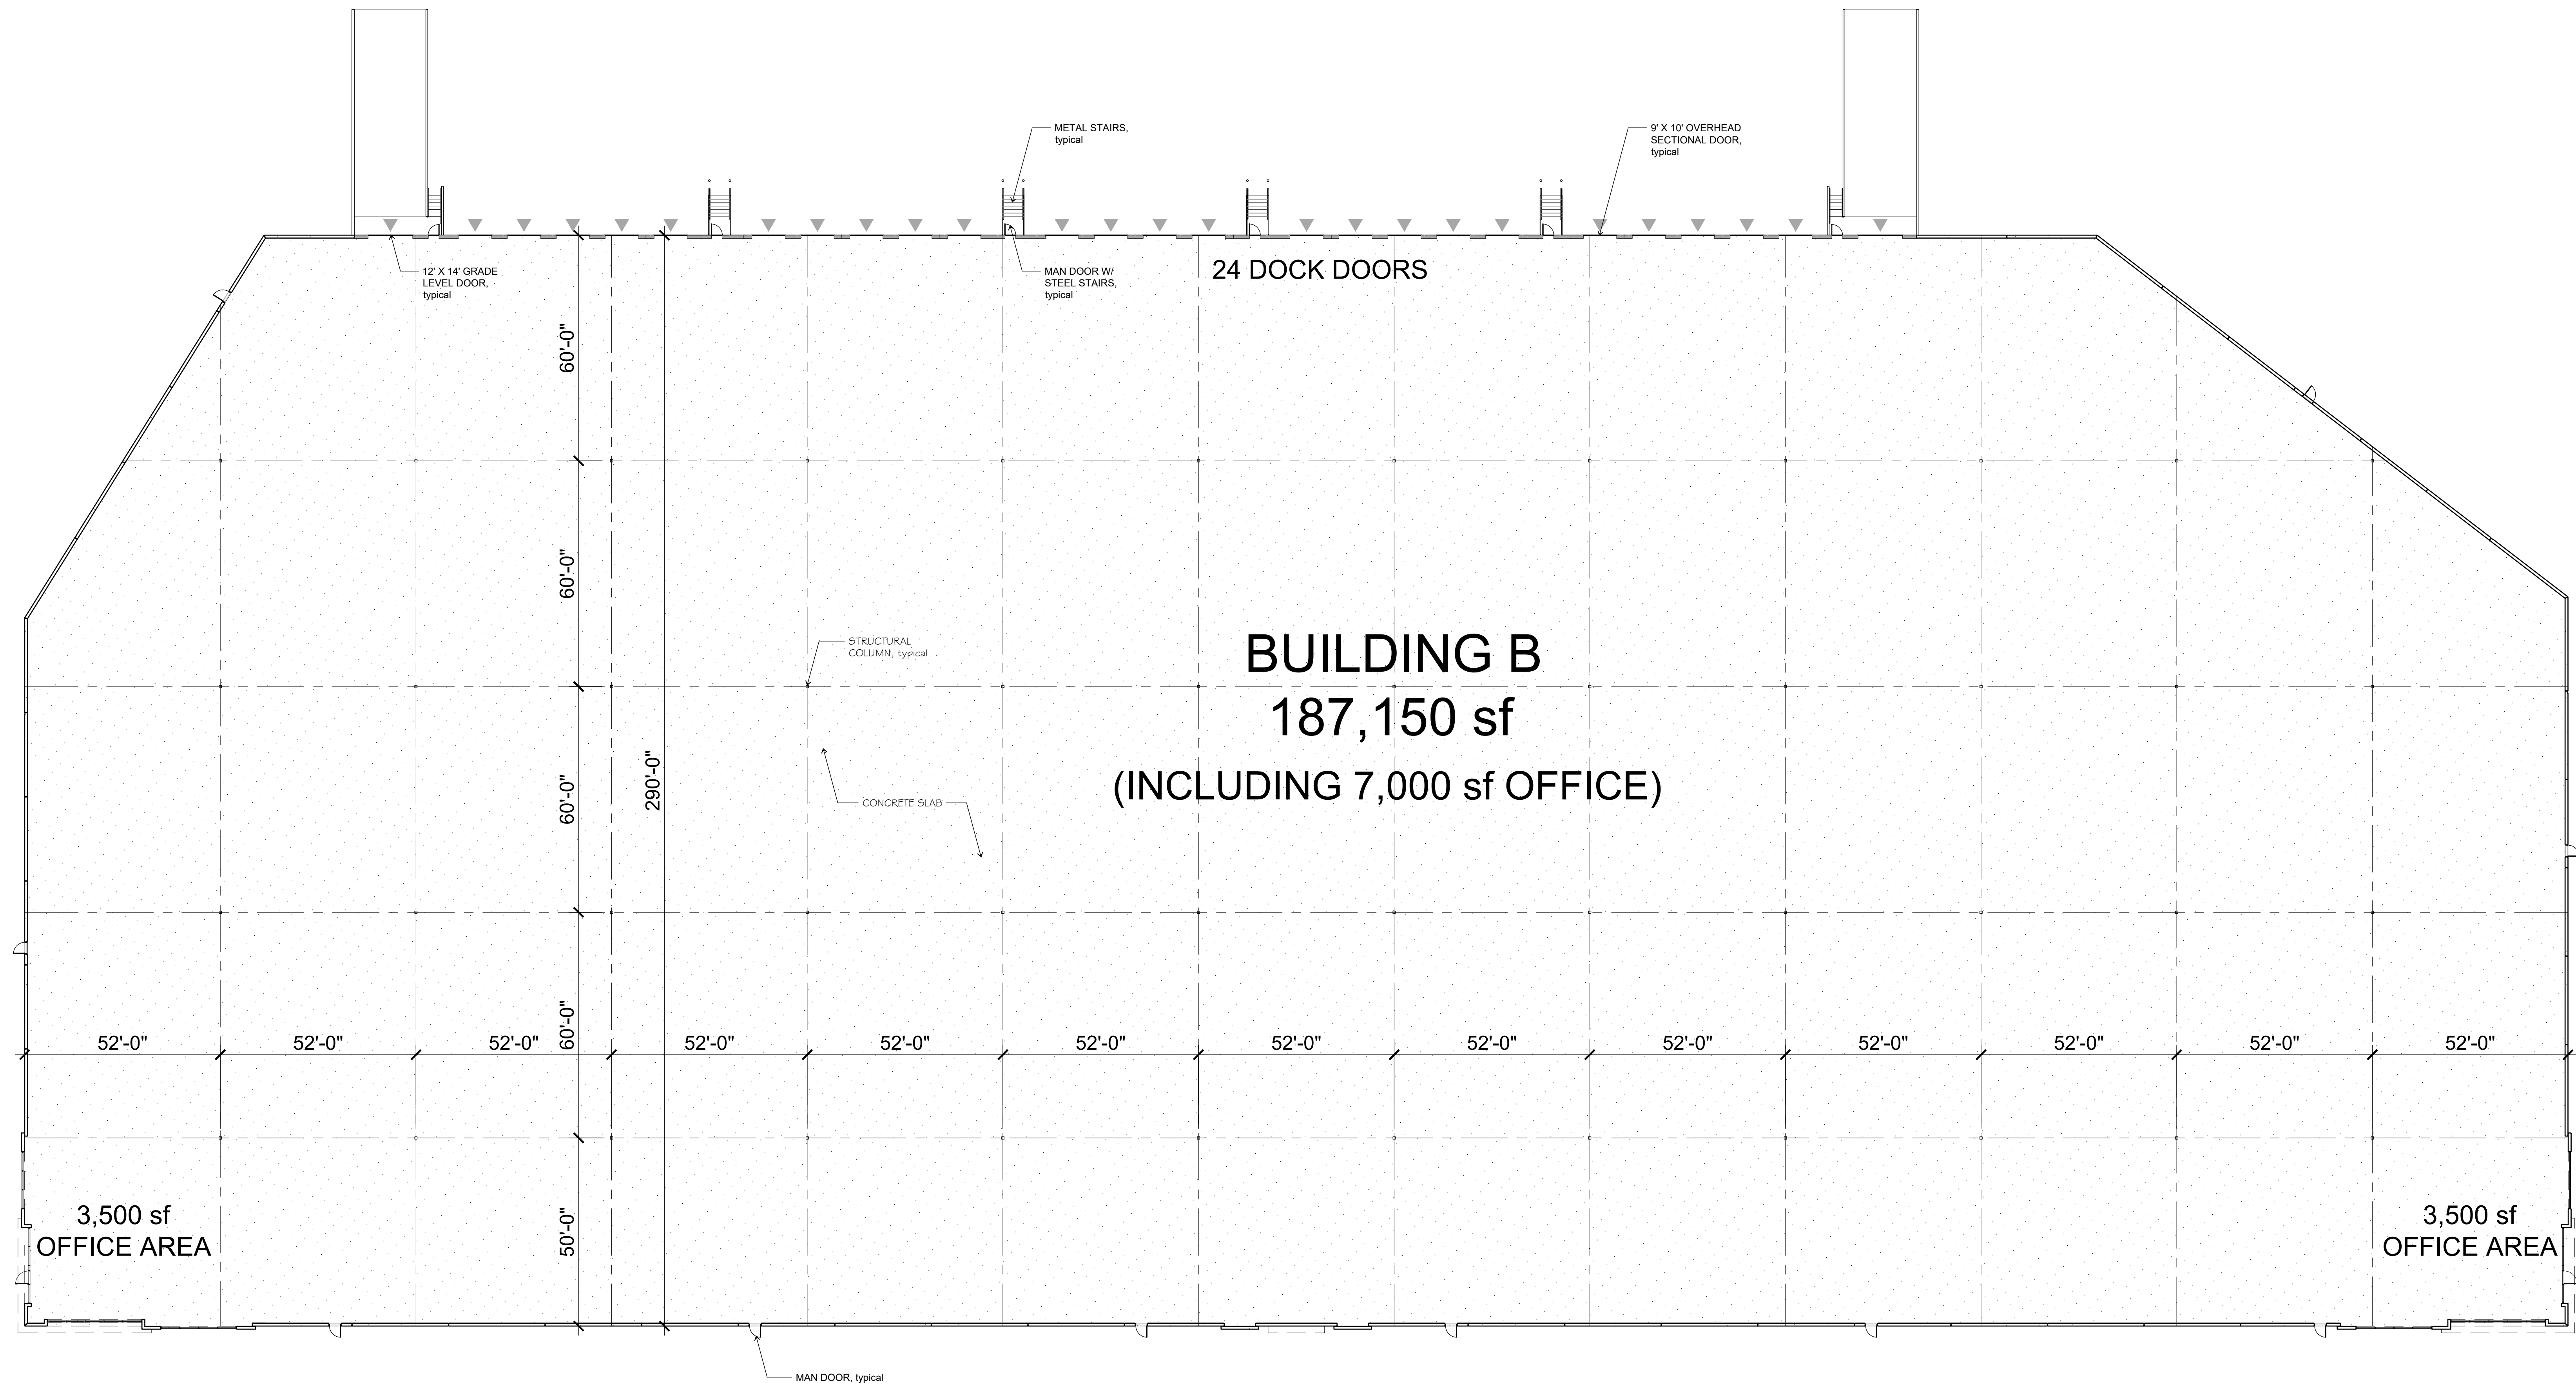 METAL STAIRS,
typical
9' X 10' OVERHEAD
SECTIONAL DOOR,
typical
12' X 14' GRADE
LEVEL DOOR,
typical
MAN DOOR W/
STEEL STAIRS,
typical
24 DOCK DOORS
60'-0"
60'-0"
STRUCTURAL
COLUMN, typical
BUILDING B
187,150 sf
(INCLUDING 7,000 sf OFFICE)
60'-0"
290'-0"
CONCRETE SLAB
60'-0"
52'-0" 52'-0" 52'-0" 52'-0" 52'-0" 52'-0" 52'-0" 52'-0" 52'-0" 52'-0" 52'-0" 52'-0" 52'-0"
3,500 sf
OFFICE AREA
50'-0"
3,500 sf
OFFICE AREA
MAN DOOR, typical